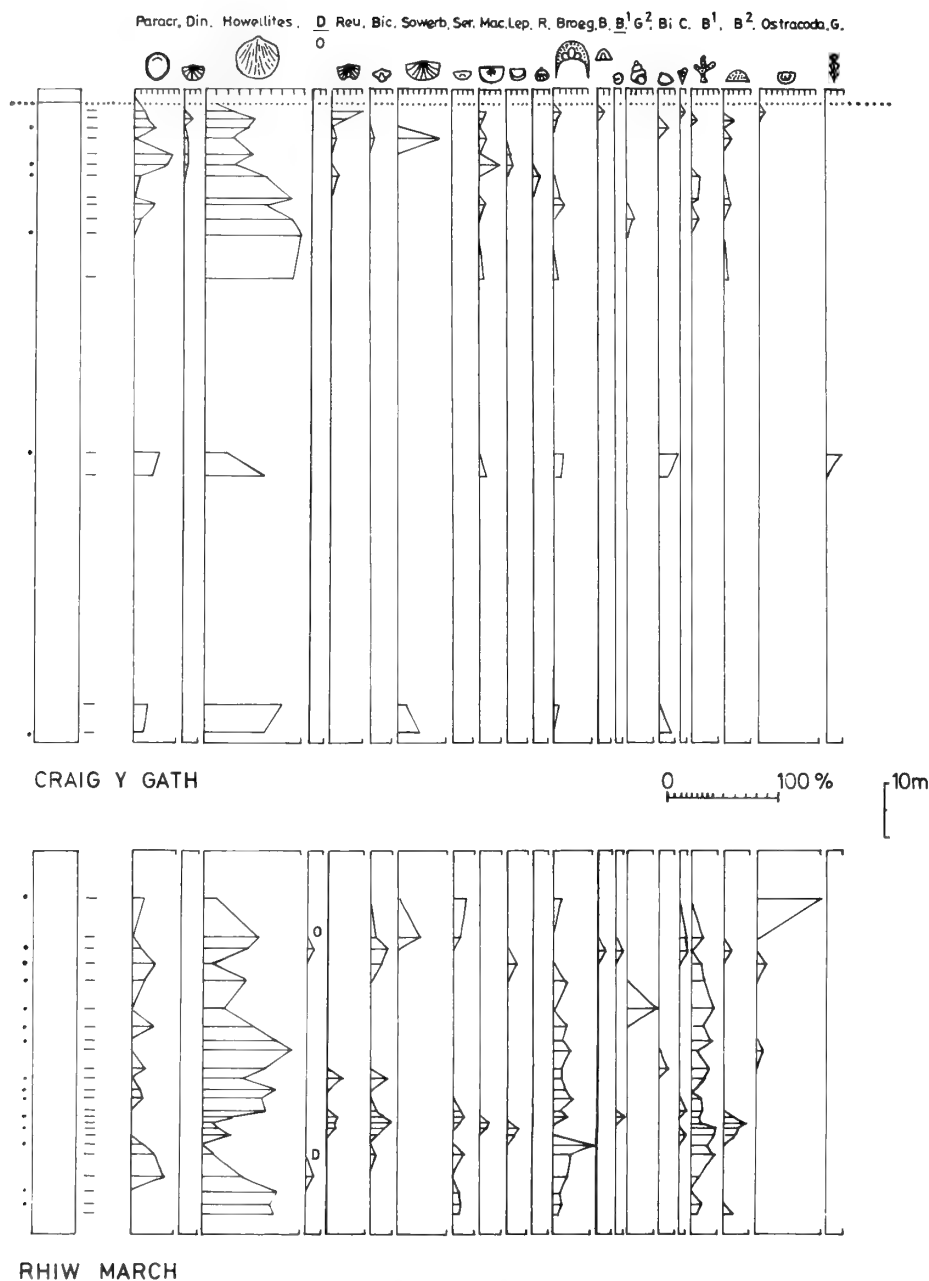 Paracr. Din. Howellites. D Reu. Bic. Sowerb. Ser. Mac. Lep. R. Broeg. B. B.¹ G². Bi C. B¹. B². Ostracoda. G.
O
CRAIG Y GATH
0 100 %
10m
O
D
RHIW MARCH